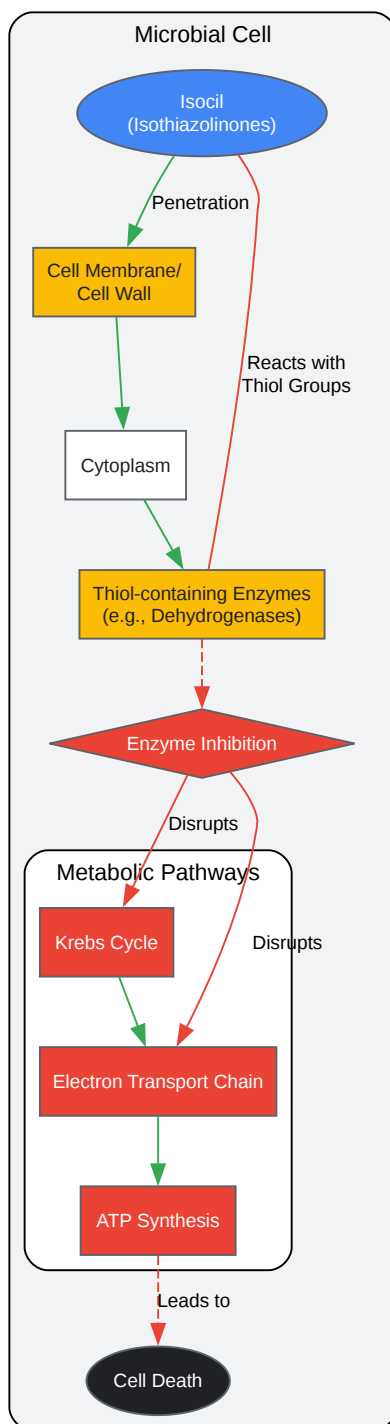 Microbial Cell
Isocil
(Isothiazolinones)
Penetration
Cell Membrane/
Cell Wall
Reacts with
Thiol Groups
Cytoplasm
Thiol-containing Enzymes
(e.g., Dehydrogenases)
Enzyme Inhibition
Disrupts
Metabolic Pathways
Krebs Cycle
Disrupts
Electron Transport Chain
ATP Synthesis
Leads to
Cell Death